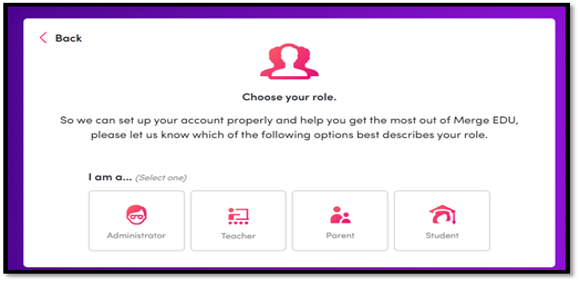 Back
Choose your role.
So we can set up your account properly and help you get the most out of Merge EDU,
please let us know which of the following options best describes your role.
I am a... (Select one)
Administrator Teacher Parent Student